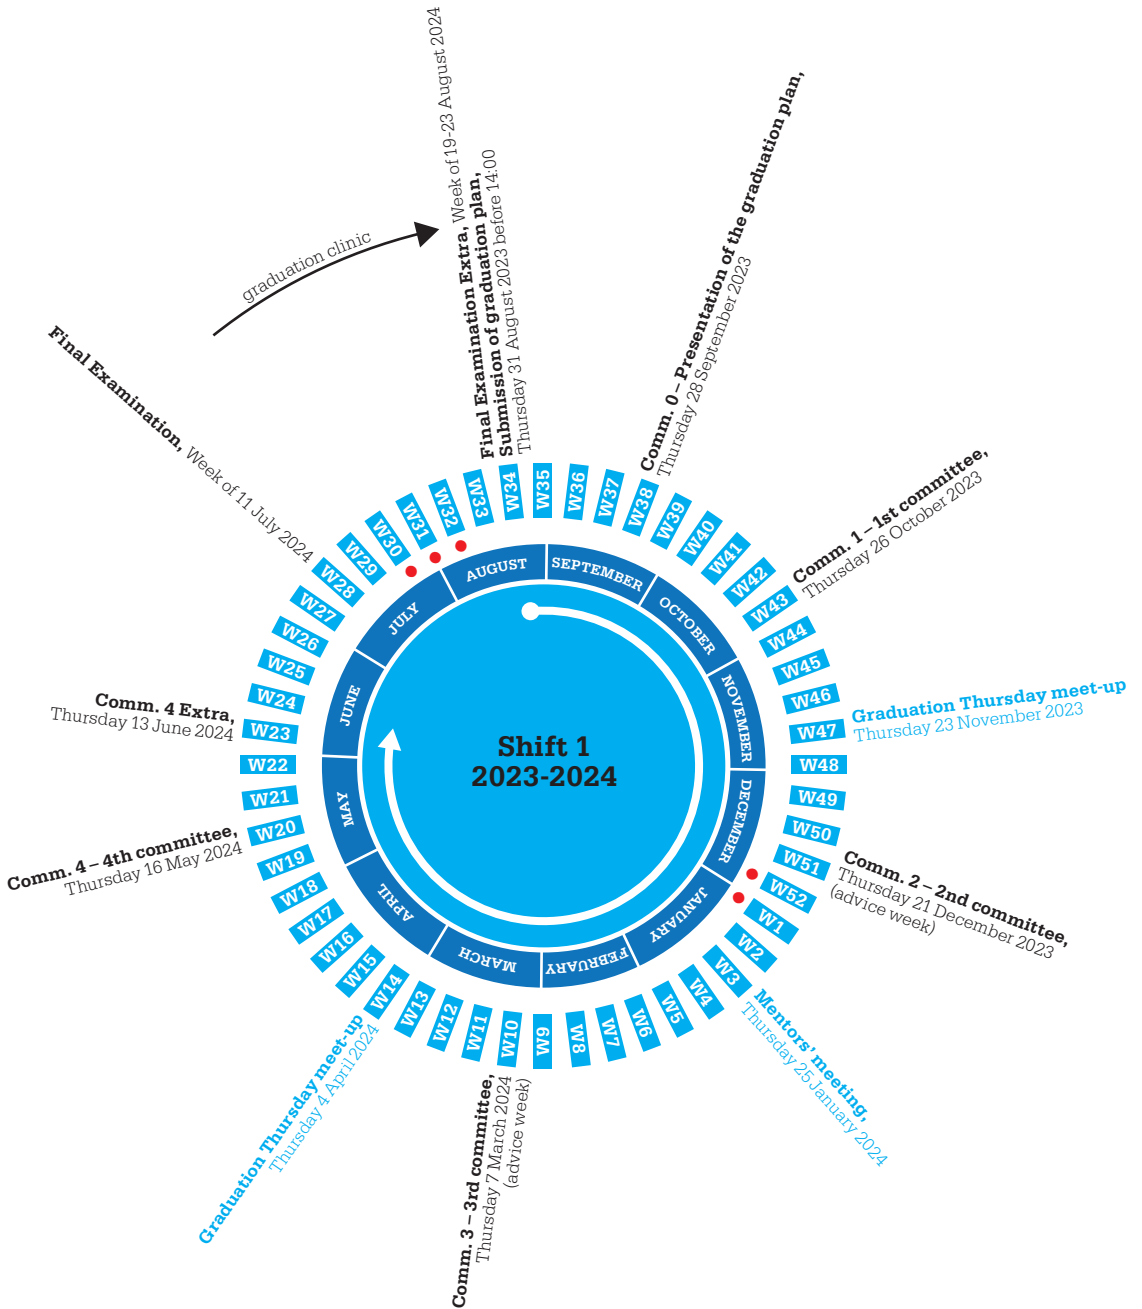 Shift 1
2023-2024
graduation clinic
Final Examination Extra, Week of 19-23 August 2024
Submission of graduation plan,
Thursday 31 August 2023 before 14:00
Comm. 0 – Presentation of the graduation plan,
Thursday 28 September 2023
Comm. 1 – 1st committee,
Thursday 26 October 2023
Graduation Thursday meet-up
Thursday 23 November 2023
Comm. 2 – 2nd committee,
Thursday 21 December 2023
(advice week)
Mentors’ meeting,
Thursday 25 January 2024
Comm. 3 – 3rd committee,
Thursday 7 March 2024
(advice week)
Graduation Thursday meet-up
Thursday 4 April 2024
Comm. 4 – 4th committee,
Thursday 16 May 2024
Comm. 4 Extra,
Thursday 13 June 2024
Final Examination, Week of 11 July 2024
W35
W36
W37
W38
W39
W40
W41
W42
W43
W44
W45
W46
W47
W48
W49
W50
W51
W52
W1
W2
W3
W4
W5
W6
W7
W8
W9
W10
W11
W12
W13
W14
W15
W16
W17
W18
W19
W20
W21
W22
W23
W24
W25
W26
W27
W28
W29
W30
W31
W32
W33
W34
SEPTEMBER
OCTOBER
NOVEMBER
DECEMBER
JANUARY
FEBRUARY
MARCH
APRIL
MAY
JUNE
JULY
AUGUST